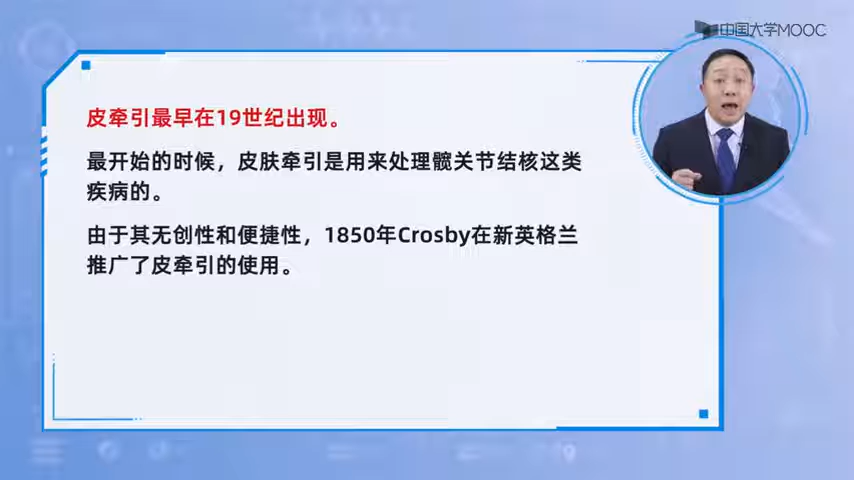 中国大学MOOC
皮牵引最早在19世纪出现。
最开始的时候，皮肤牵引是用来处理髋关节结核这类
疾病的。
由于其无创性和便捷性，1850年Crosby在新英格兰
推广了皮牵引的使用。